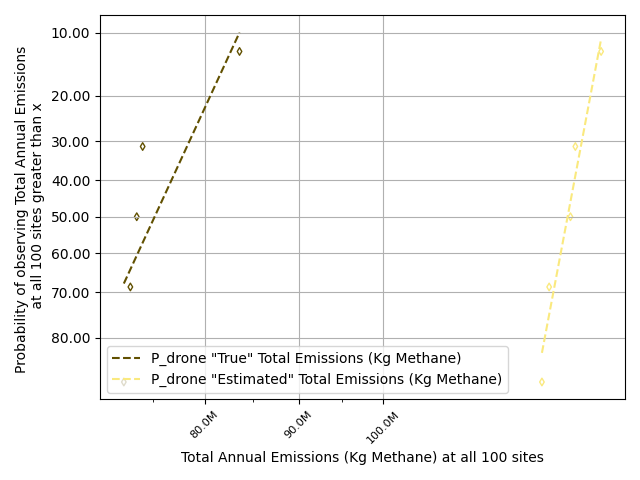 Probability of observing Total Annual Emissions
at all 100 sites greater than x
10.00
20.00
30.00
40.00
50.00
60.00
70.00
80.00
P_drone "True" Total Emissions (Kg Methane)
P_drone "Estimated" Total Emissions (Kg Methane)
80.0M
90.0M
100.0M
Total Annual Emissions (Kg Methane) at all 100 sites